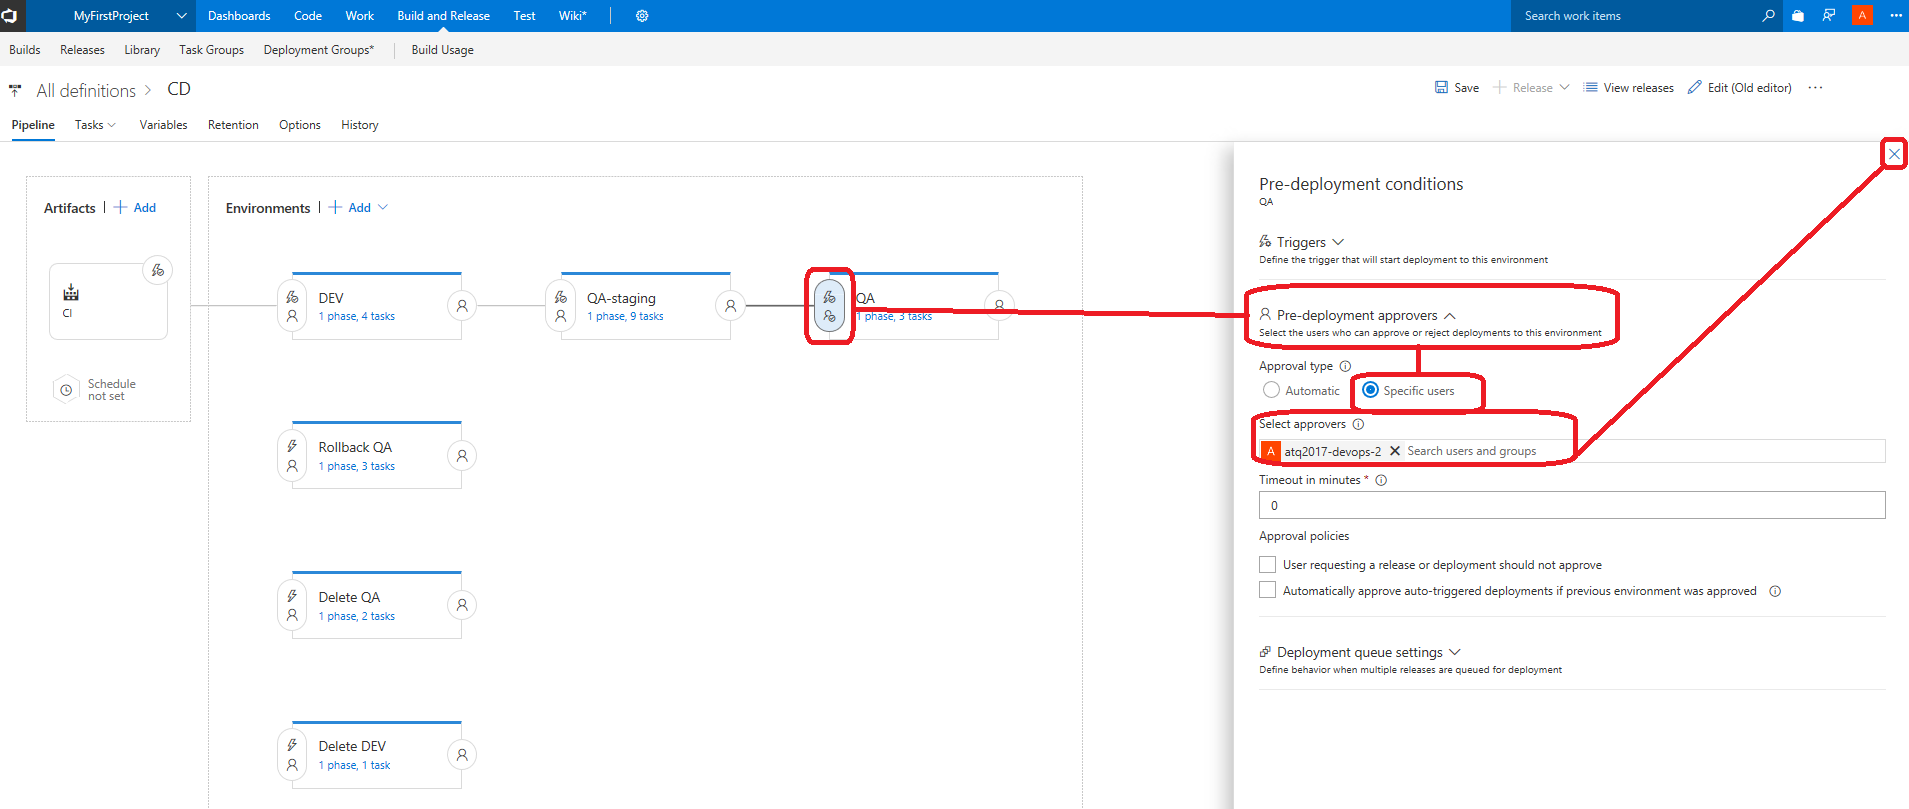 MyFirstProject Dashboards Code Work Build and Release Test Wiki* Search work items A
Builds Releases Library Task Groups Deployment Groups* Build Usage
All definitions > CD
Save Release View releases Edit (Old editor) ...
Pipeline Tasks Variables Retention Options History
Artifacts | + Add
CI
Schedule
not set
Environments | + Add
DEV
1 phase, 4 tasks
QA-staging
1 phase, 9 tasks
QA
1 phase, 3 tasks
Rollback QA
1 phase, 3 tasks
Delete QA
1 phase, 2 tasks
Delete DEV
1 phase, 1 task
Pre-deployment conditions
QA
Triggers
Define the trigger that will start deployment to this environment
Pre-deployment approvers
Select the users who can approve or reject deployments to this environment
Approval type
Automatic Specific users
Select approvers
A atq2017-devops-2 Search users and groups
Timeout in minutes *
0
Approval policies
User requesting a release or deployment should not approve
Automatically approve auto-triggered deployments if previous environment was approved
Deployment queue settings
Define behavior when multiple releases are queued for deployment